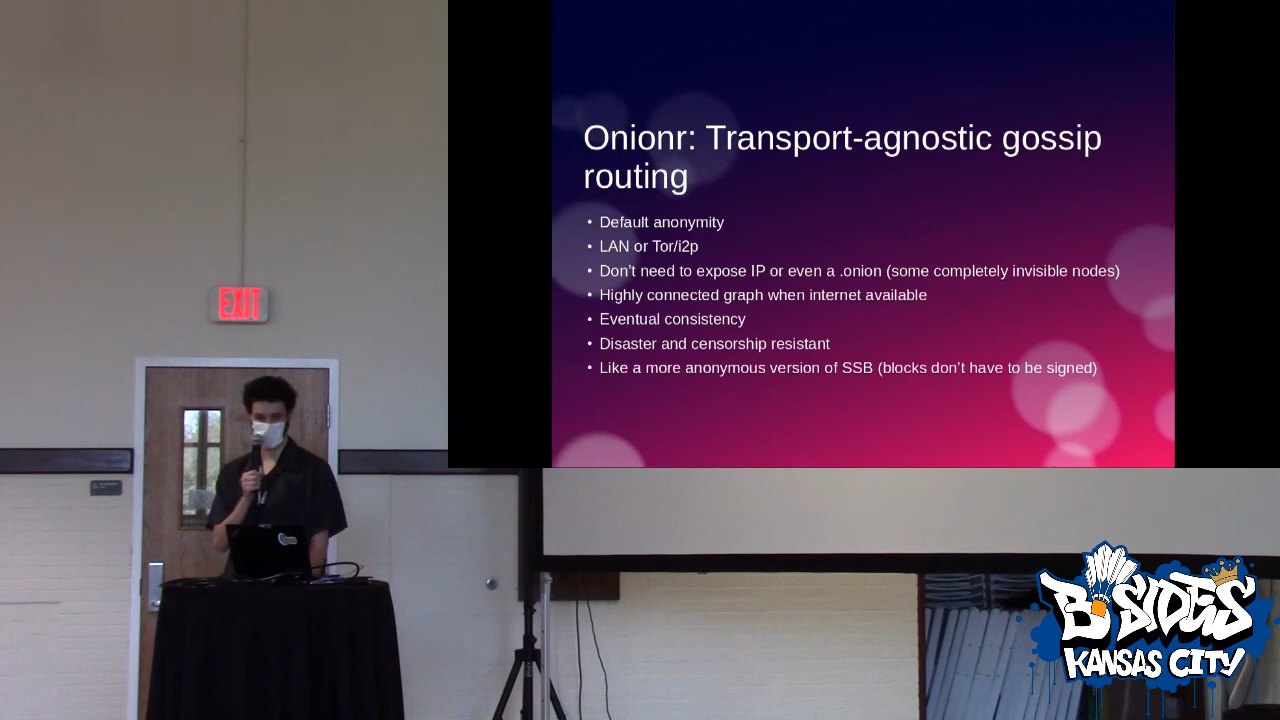 Onionr: Transport-agnostic gossip
routing
• Default anonymity
• LAN or Tor/i2p
• Don't need to expose IP or even a .onion (some completely invisible nodes)
• Highly connected graph when internet available
• Eventual consistency
• Disaster and censorship resistant
• Like a more anonymous version of SSB (blocks don't have to be signed)
EXIT
B·SIDES
KANSAS CITY